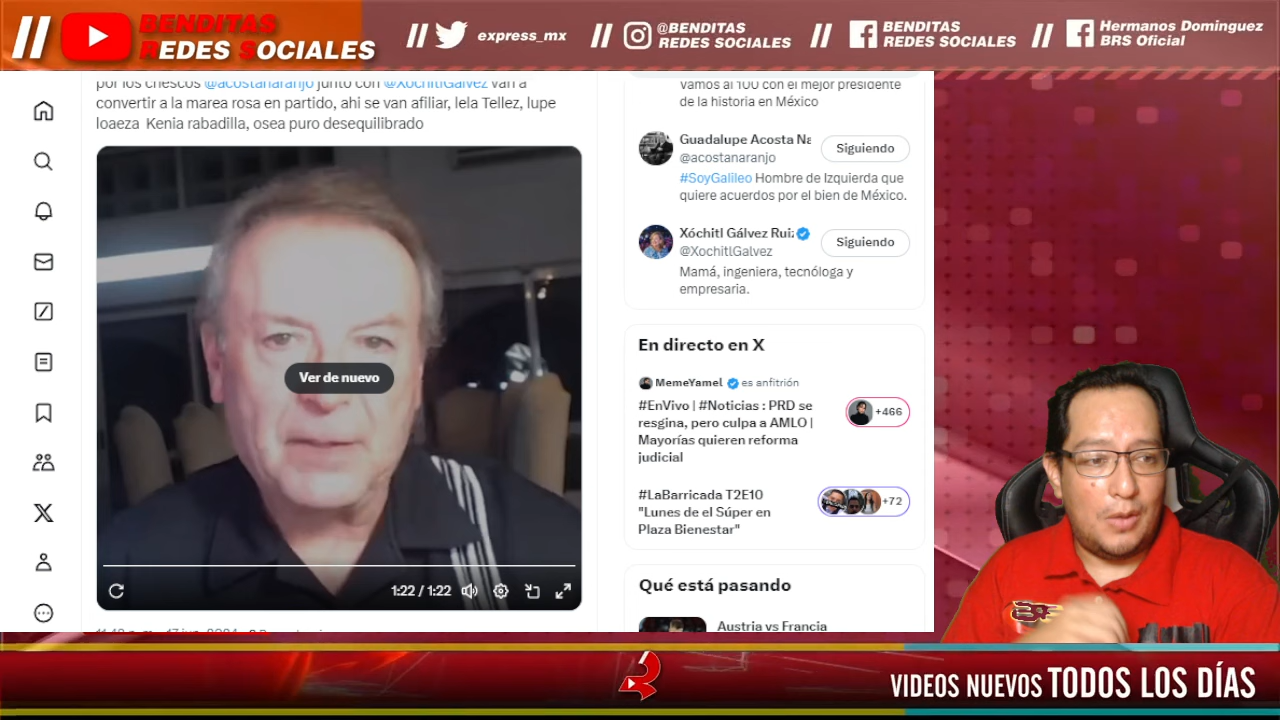 // BENDITAS
REDES SOCIALES
// express_mx
// @BENDITAS
REDES SOCIALES
// BENDITAS
REDES SOCIALES
// Hermanos Dominguez
BRS Oficial
por los chescos @acostanaranjo junto con @XochitlGalvez van a
convertir a la marea rosa en partido, ahi se van afiliar, lela Tellez, lupe
loaeza Kenia rabadilla, osea puro desequilibrado
Ver de nuevo
1:22 / 1:22
Vamos al 100 con el mejor presidente
de la historia en México
Guadalupe Acosta Na
@acostanaranjo
Siguiendo
#SoyGalileo Hombre de Izquierda que
quiere acuerdos por el bien de México.
Xóchitl Gálvez Ruiz
@XochitlGalvez
Siguiendo
Mamá, ingeniera, tecnóloga y
empresaria.
En directo en X
MemeYamel es anfitrión
#EnVivo | #Noticias : PRD se
resgina, pero culpa a AMLO |
Mayorías quieren reforma
judicial
+466
#LaBarricada T2E10
"Lunes de el Súper en
Plaza Bienestar"
+72
Qué está pasando
Austria vs Francia
VIDEOS NUEVOS TODOS LOS DÍAS